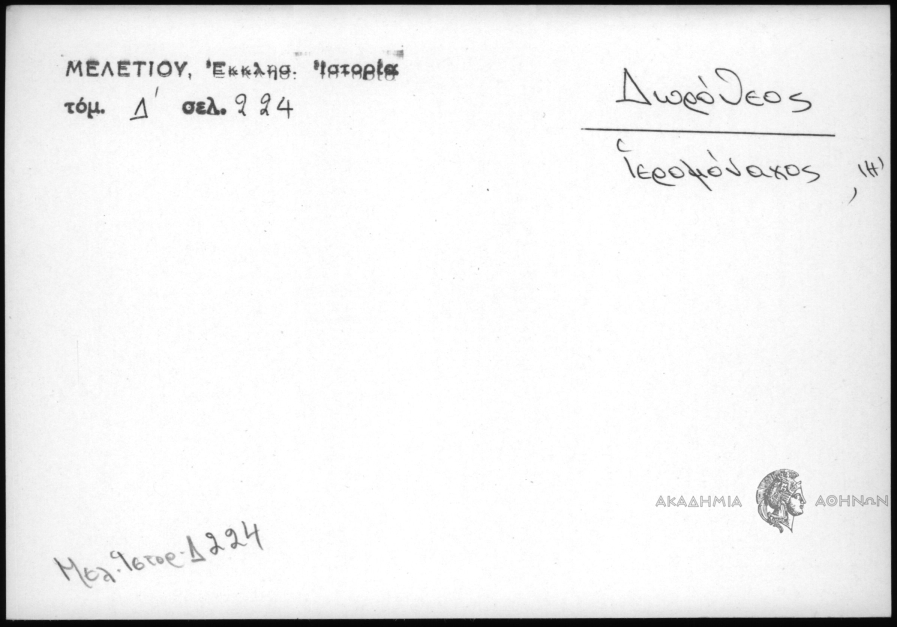 ΜΕΛΕΤΙΟΥ, Ἐκκλησ. Ἱστορία
τόμ. Δ' σελ. 224
Δωρόθεος
Ἱερομόναχος, (Η)
ΑΚΑΔΗΜΙΑ ΑΘΗΝΩΝ
Μελ. Ἱστορ. Δ 224